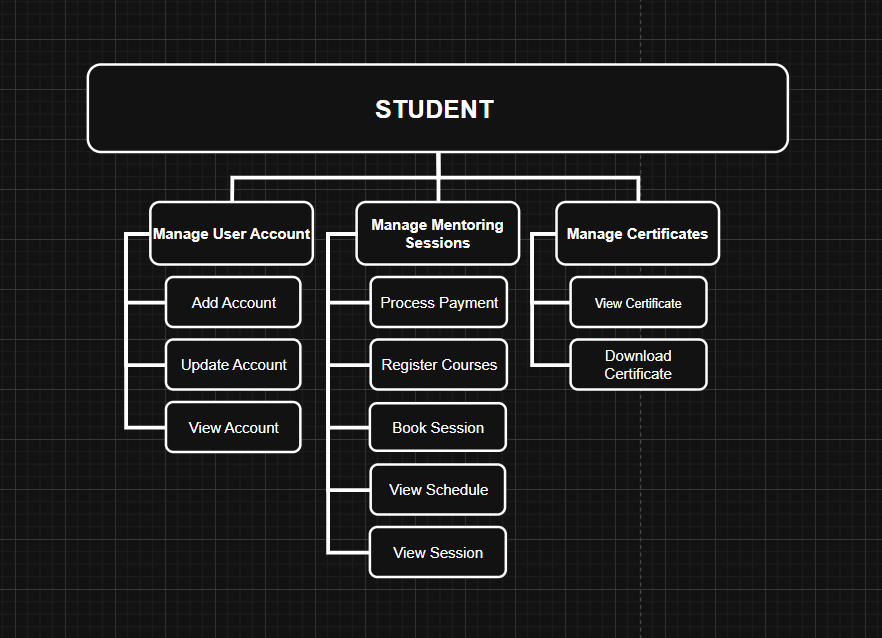 STUDENT
Manage User Account
Add Account
Update Account
View Account
Manage Mentoring
Sessions
Process Payment
Register Courses
Book Session
View Schedule
View Session
Manage Certificates
View Certificate
Download
Certificate